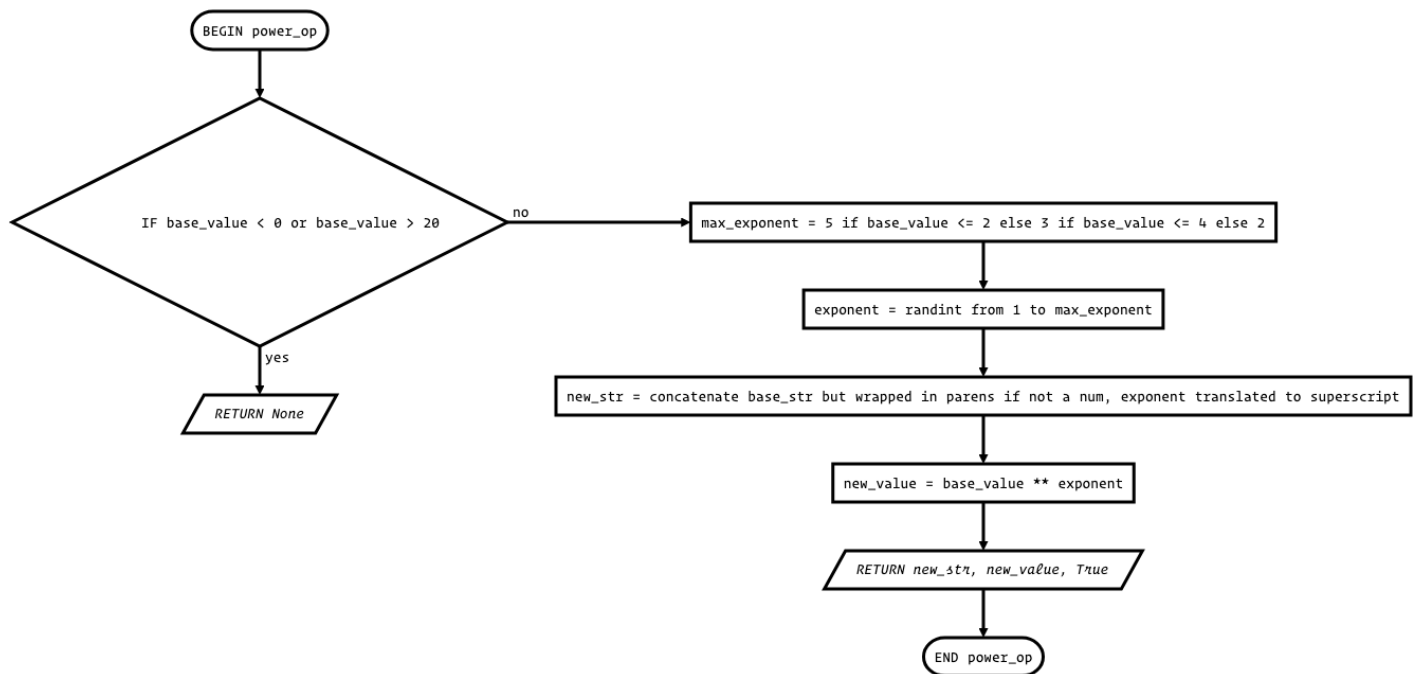 BEGIN power_op
IF base_value < 0 or base_value > 20
no
max_exponent = 5 if base_value <= 2 else 3 if base_value <= 4 else 2
exponent = randint from 1 to max_exponent
yes
new_str = concatenate base_str but wrapped in parens if not a num, exponent translated to superscript
RETURN None
new_value = base_value ** exponent
RETURN new_str, new_value, True
END power_op